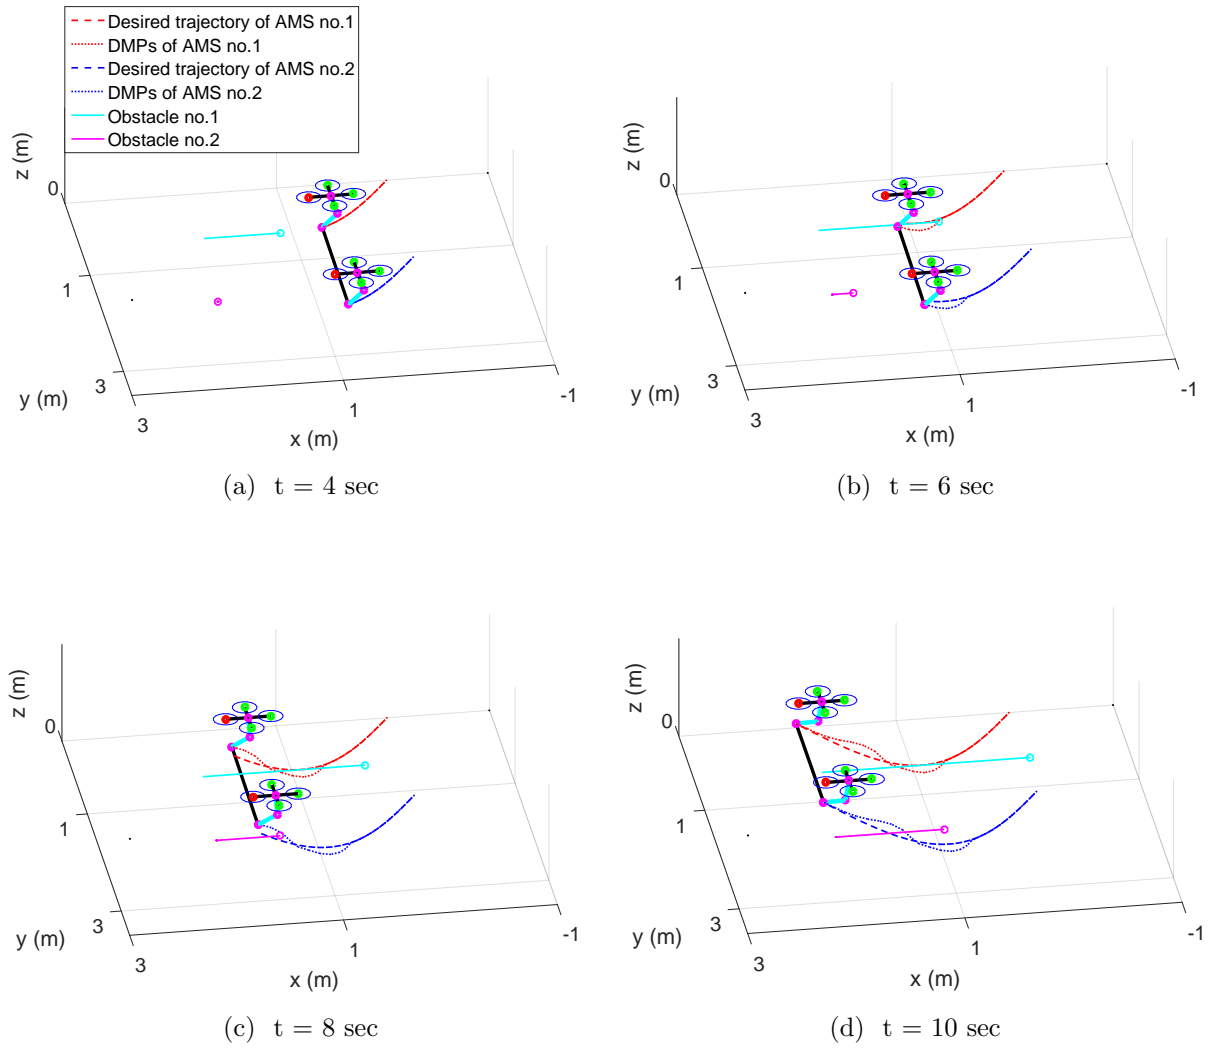 Desired trajectory of AMS no.1
DMPs of AMS no.1
Desired trajectory of AMS no.2
DMPs of AMS no.2
Obstacle no.1
Obstacle no.2
z (m)
0
1
3
y (m)
3
1
-1
x (m)
(a) t = 4 sec
z (m)
0
1
3
y (m)
3
1
-1
x (m)
(b) t = 6 sec
z (m)
0
1
3
y (m)
3
1
-1
x (m)
(c) t = 8 sec
z (m)
0
1
3
y (m)
3
1
-1
x (m)
(d) t = 10 sec